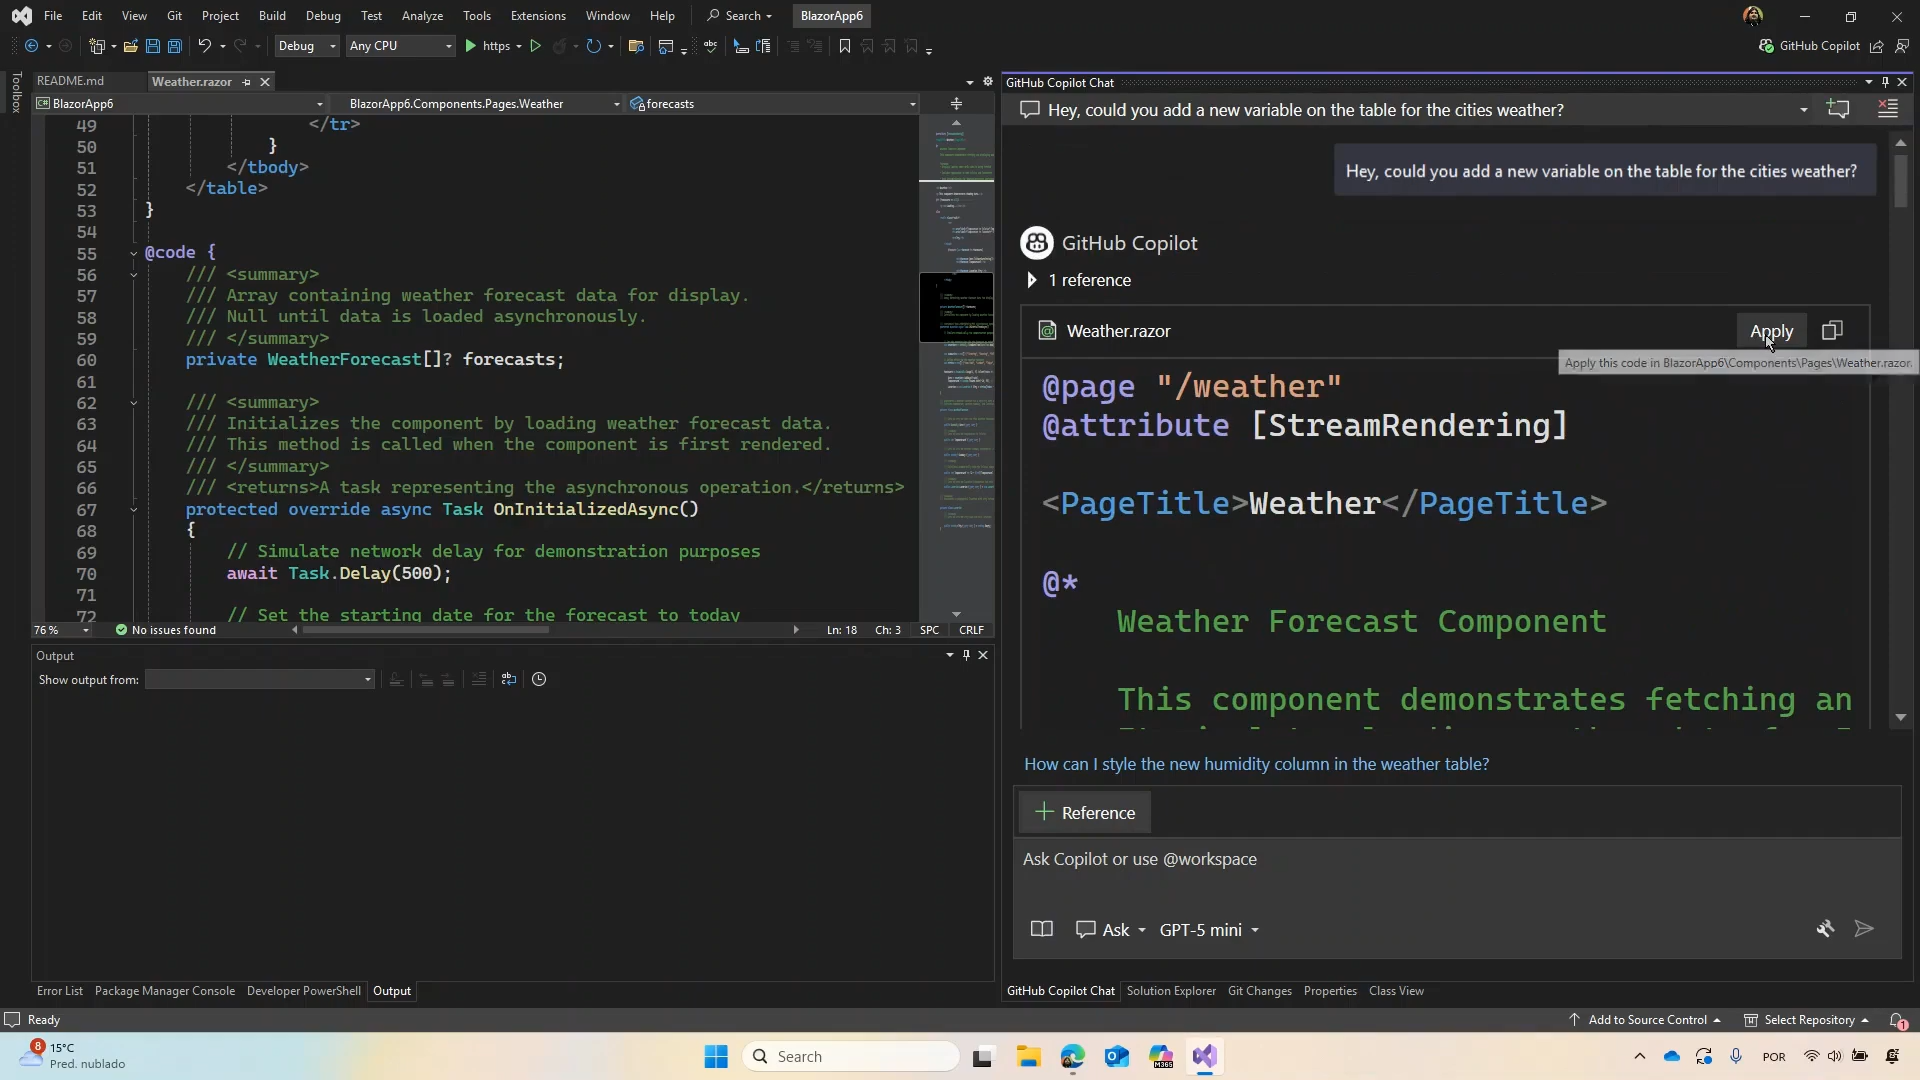 File Edit View Git Project Build Debug Test Analyze Tools Extensions Window Help Search BlazorApp6
Debug Any CPU https GitHub Copilot
Toolbox
README.md Weather.razor
BlazorApp6 BlazorApp6.Components.Pages.Weather forecasts
49 </tr>
50 }
51 </tbody>
52 </table>
53 }
54
55 @code {
56 /// <summary>
57 /// Array containing weather forecast data for display.
58 /// Null until data is loaded asynchronously.
59 /// </summary>
60 private WeatherForecast[]? forecasts;
61
62 /// <summary>
63 /// Initializes the component by loading weather forecast data.
64 /// This method is called when the component is first rendered.
65 /// </summary>
66 /// <returns>A task representing the asynchronous operation.</returns>
67 protected override async Task OnInitializedAsync()
68 {
69 // Simulate network delay for demonstration purposes
70 await Task.Delay(500);
71
72 // Set the starting date for the forecast to today
76 % No issues found Ln: 18 Ch: 3 SPC CRLF
Output
Show output from:
Error List Package Manager Console Developer PowerShell Output
GitHub Copilot Chat
Hey, could you add a new variable on the table for the cities weather?
Hey, could you add a new variable on the table for the cities weather?
GitHub Copilot
1 reference
Weather.razor Apply
Apply this code in BlazorApp6\Components\Pages\Weather.razor.
@page "/weather"
@attribute [StreamRendering]
<PageTitle>Weather</PageTitle>
@*
Weather Forecast Component
This component demonstrates fetching an
How can I style the new humidity column in the weather table?
Reference
Ask Copilot or use @workspace
Ask GPT-5 mini
GitHub Copilot Chat Solution Explorer Git Changes Properties Class View
Ready Add to Source Control Select Repository 1
8 15°C
Pred. nublado
Search
M365
POR